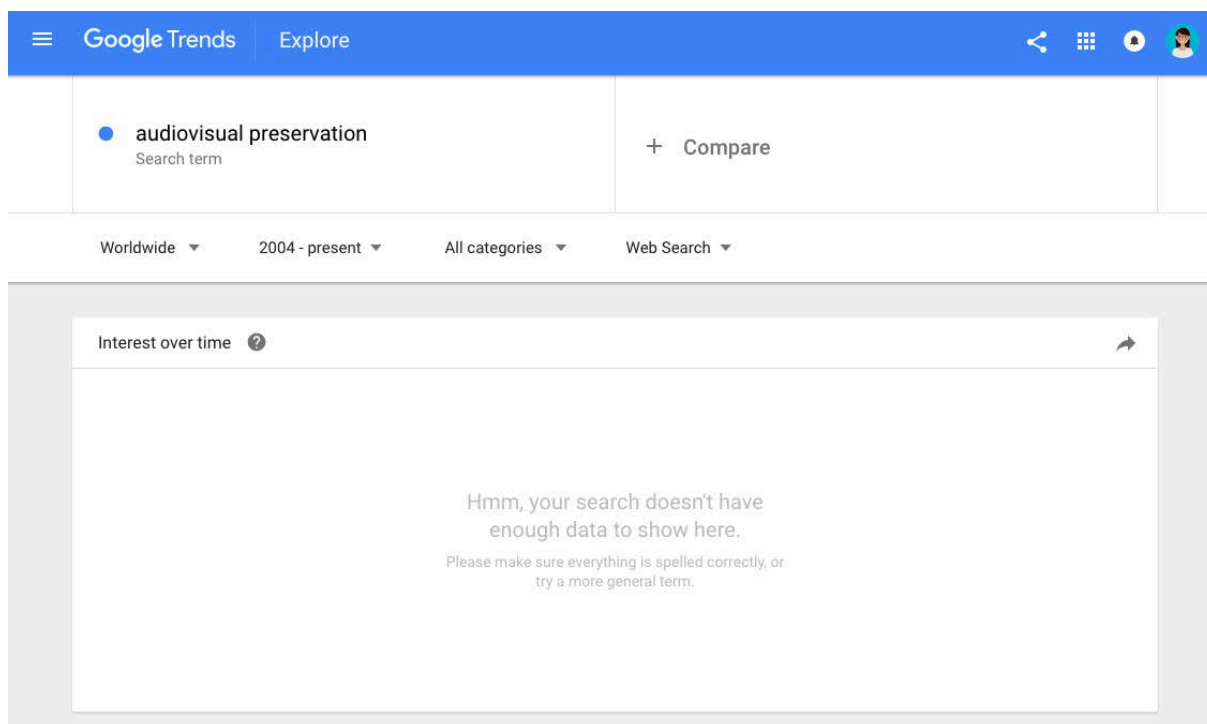 Google Trends Explore
audiovisual preservation
Search term
+ Compare
Worldwide 2004 - present All categories Web Search
Interest over time ?
Hmm, your search doesn't have
enough data to show here.
Please make sure everything is spelled correctly, or
try a more general term.